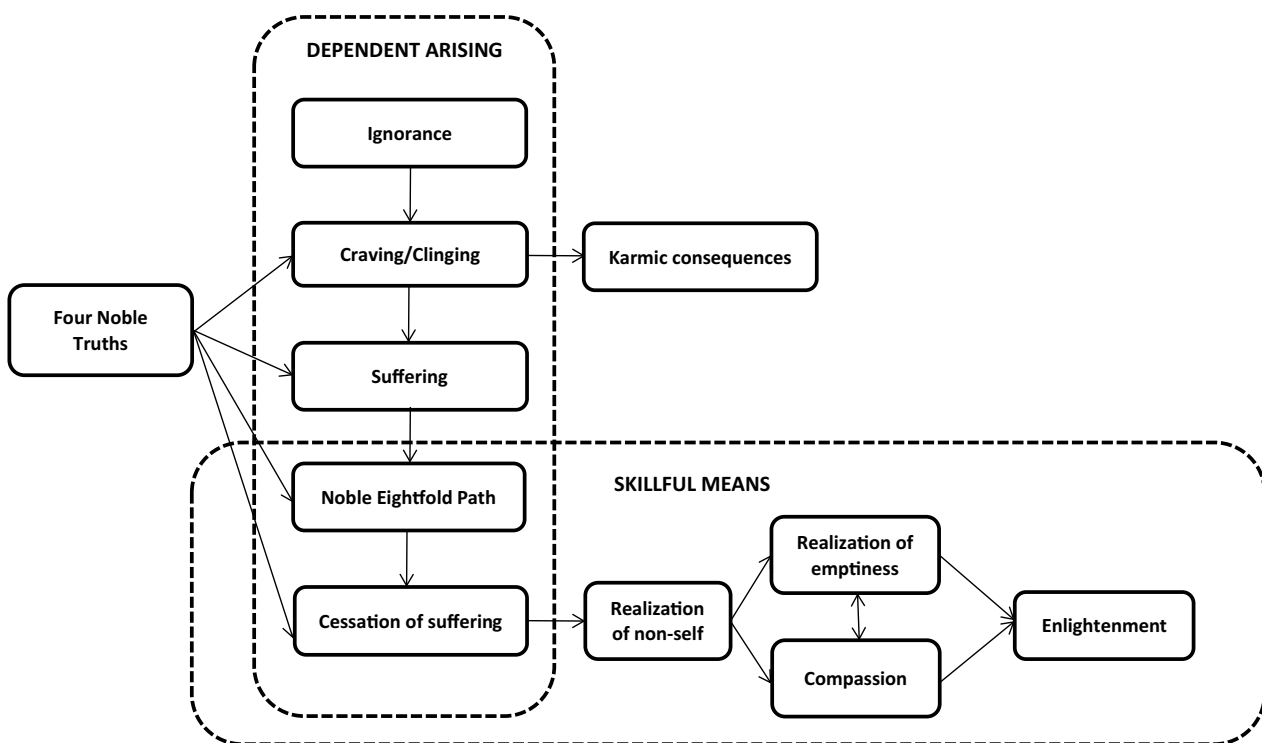 DEPENDENT ARISING
Ignorance
Craving/Clinging
Karmic consequences
Four Noble
Truths
Suffering
Noble Eightfold Path
SKILLFUL MEANS
Cessation of suffering
Realization
of non-self
Realization of
emptiness
Compassion
Enlightenment